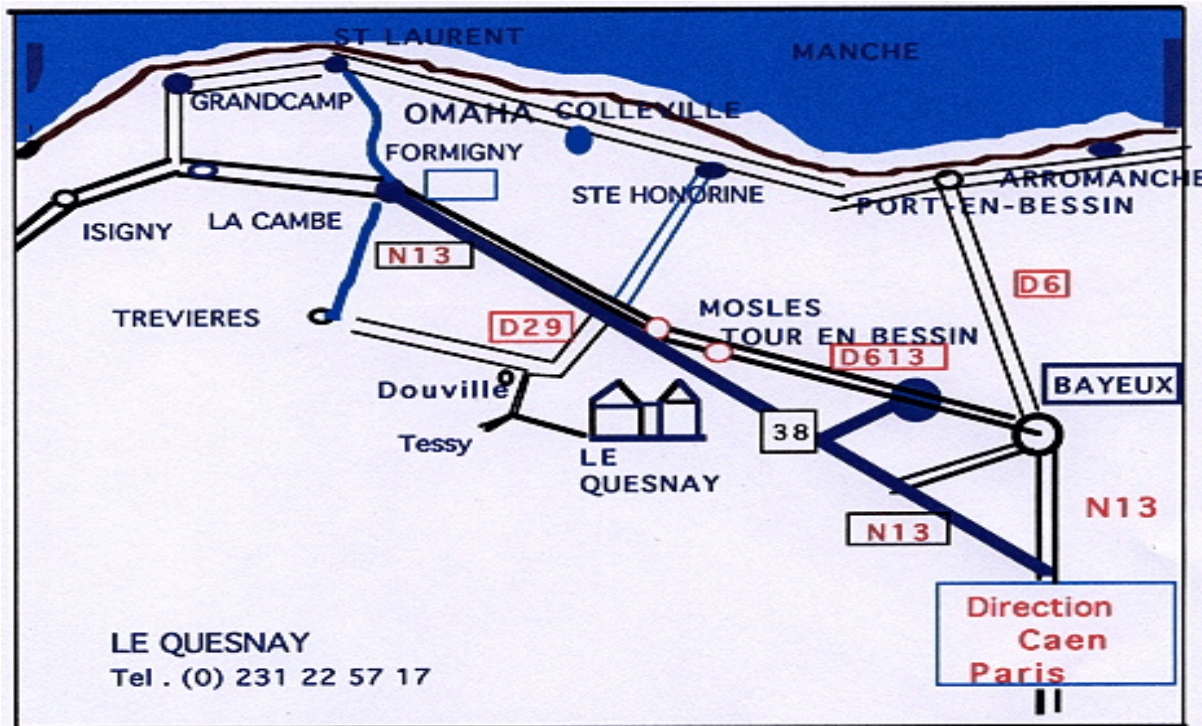 ST LAURENT
MANCHE
GRANDCAMP
OMAHA COLLEVILLE
FORMIGNY
STE HONORINE
ARROMANCHE
PORT EN-BESSIN
ISIGNY
LA CAMBE
N13
D6
TREVIERES
D29
MOSLES
TOUR EN BESSIN
D613
BAYEUX
Douville
Tessy
38
LE
QUESNAY
N13
N13
Direction
Caen
Paris
LE QUESNAY
Tel . (0) 231 22 57 17